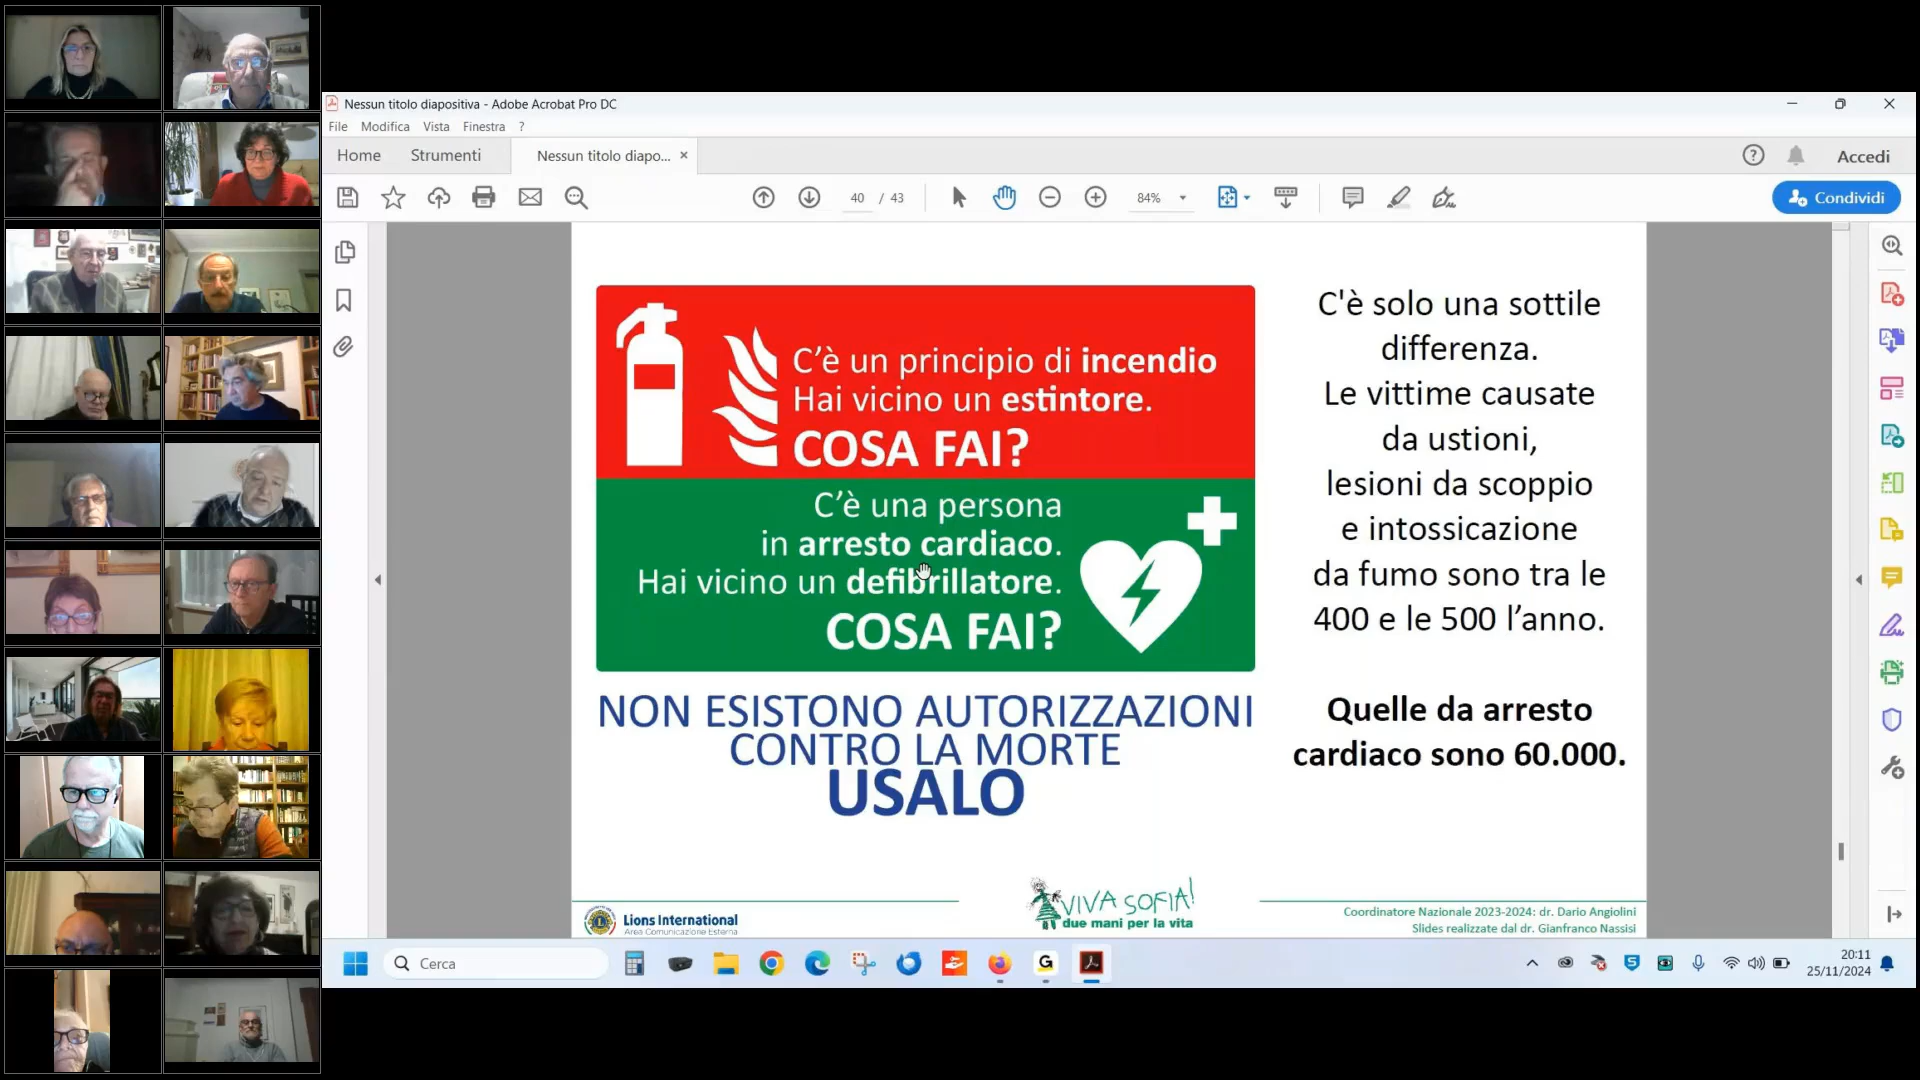 Nessun titolo diapositiva - Adobe Acrobat Pro DC
File Modifica Vista Finestra ?
Home Strumenti Nessun titolo diapo... × Accedi
40 / 43 84% Condividi
C'è un principio di incendio
Hai vicino un estintore.
COSA FAI?
C'è una persona
in arresto cardiaco.
Hai vicino un defibrillatore.
COSA FAI?
NON ESISTONO AUTORIZZAZIONI
CONTRO LA MORTE
USALO
C'è solo una sottile
differenza.
Le vittime causate
da ustioni,
lesioni da scoppio
e intossicazione
da fumo sono tra le
400 e le 500 l'anno.
Quelle da arresto
cardiaco sono 60.000.
Lions International
Area Comunicazione Esterna
VIVA SOFIA!
due mani per la vita
Coordinatore Nazionale 2023-2024: dr. Dario Angiolini
Slides realizzate dal dr. Gianfranco Nassisi
Cerca
20:11
25/11/2024